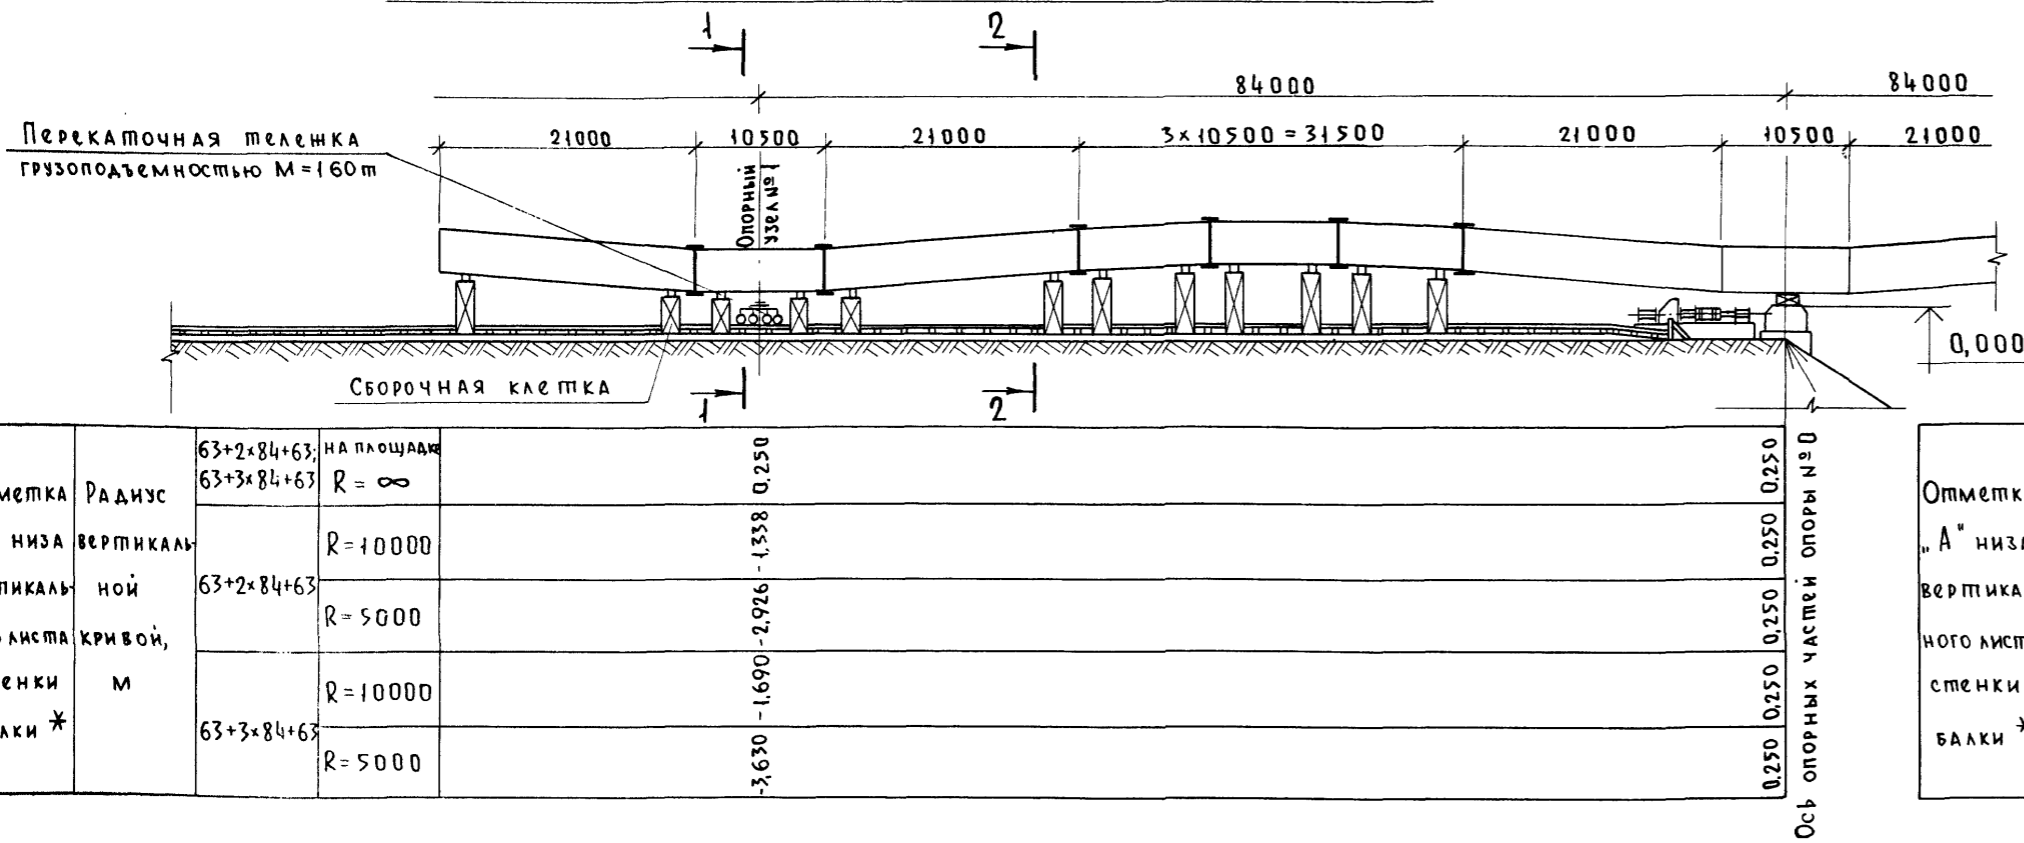 1
2
84000
84000
21000
10500
21000
3×10500=31500
21000
10500
21000
Перекаточная тележка
грузоподъемностью М=160т
Опорный
узел №1
0,000
Сборочная клетка
1
2
метка
низа
тикаль-
листа
енки
лки *
Радиус
вертикаль-
ной
кривой,
м
63+2×84+63;
63+3×84+63
на площадке
R = ∞
0,250
0,250
63+2×84+63
R=10000
-1,338
0,250
R=5000
-2,926
0,250
63+3×84+63
R=10000
-1,690
0,250
R=5000
-3,630
0,250
Ось опорных частей опоры №0
Отметк
„А" низа
вертика
ного лист
стенки
балки *